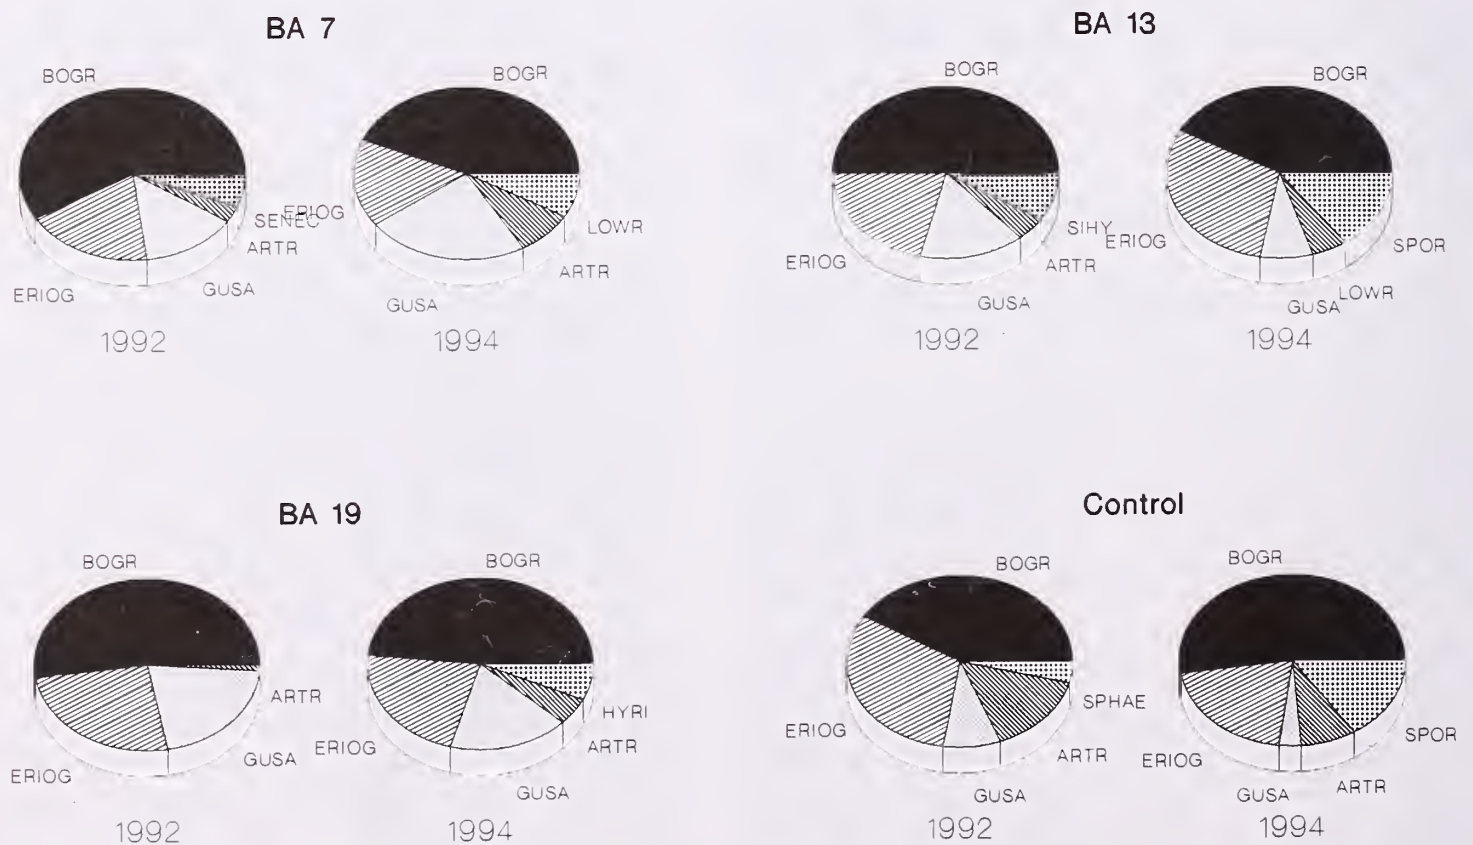 BA 7
BOGR
SENEC
ARTR
GUSA
ERIOG
1992
BOGR
ERIOG
LOWR
ARTR
GUSA
1994
BA 13
BOGR
SIHY
ARTR
GUSA
ERIOG
1992
BOGR
ERIOG
SPOR
LOWR
GUSA
1994
BA 19
BOGR
ARTR
GUSA
ERIOG
1992
BOGR
HYRI
ARTR
GUSA
ERIOG
1994
Control
BOGR
SPHAE
ARTR
GUSA
ERIOG
1992
BOGR
SPOR
ARTR
GUSA
ERIOG
1994